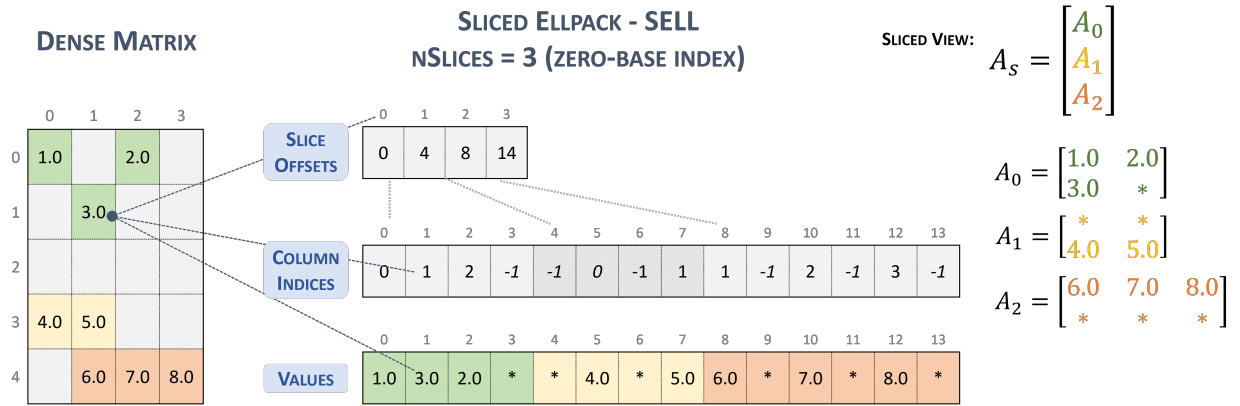 DENSE MATRIX
SLICED ELLPACK - SELL
NSLICES = 3 (ZERO-BASE INDEX)
SLICED VIEW:
A_s = [A_0
A_1
A_2]
0 1 2 3
0 1.0 2.0
1 3.0
2
3 4.0 5.0
4 6.0 7.0 8.0
SLICE
OFFSETS
0 1 2 3
0 4 8 14
COLUMN
INDICES
0 1 2 3 4 5 6 7 8 9 10 11 12 13
0 1 2 -1 -1 0 -1 1 1 -1 2 -1 3 -1
VALUES
0 1 2 3 4 5 6 7 8 9 10 11 12 13
1.0 3.0 2.0 * * 4.0 * 5.0 6.0 * 7.0 * 8.0 *
A_0 = [1.0 2.0
3.0 *]
A_1 = [* *
4.0 5.0]
A_2 = [6.0 7.0 8.0
* * *]